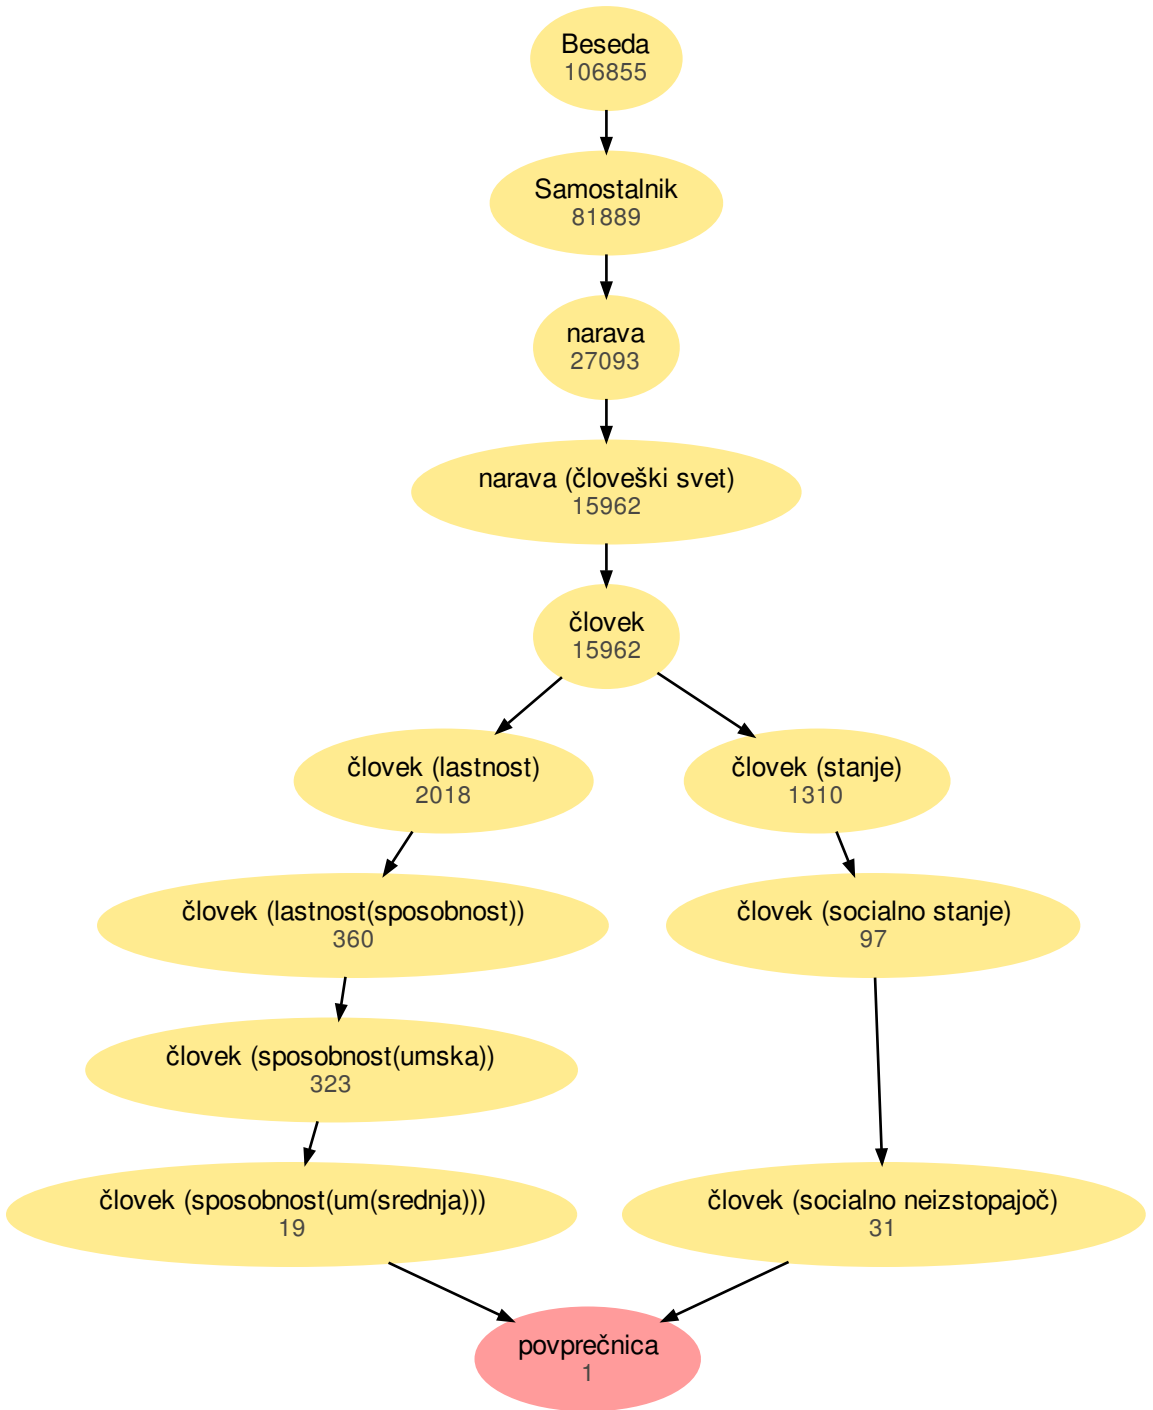 Beseda
106855
Samostalnik
81889
narava
27093
narava (človeški svet)
15962
človek
15962
človek (lastnost)
2018
človek (stanje)
1310
človek (lastnost(sposobnost))
360
človek (socialno stanje)
97
človek (sposobnost(umska))
323
človek (sposobnost(um(srednja)))
19
človek (socialno neizstopajoč)
31
povprečnica
1